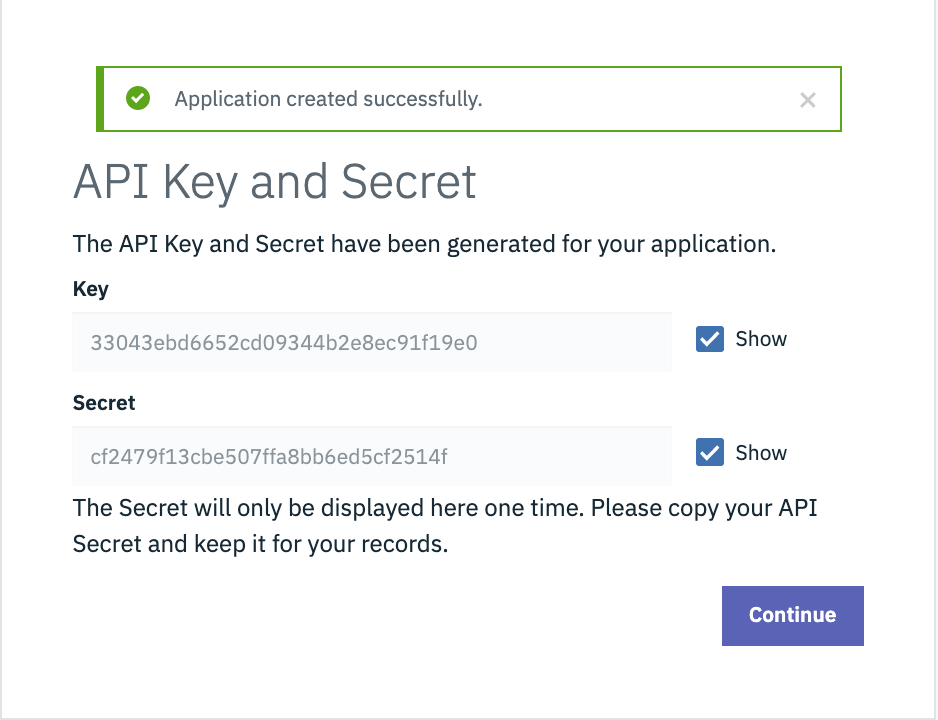 Application created successfully.
API Key and Secret
The API Key and Secret have been generated for your application.
Key
33043ebd6652cd09344b2e8ec91f19e0
Show
Secret
cf2479f13cbe507ffa8bb6ed5cf2514f
Show
The Secret will only be displayed here one time. Please copy your API
Secret and keep it for your records.
Continue